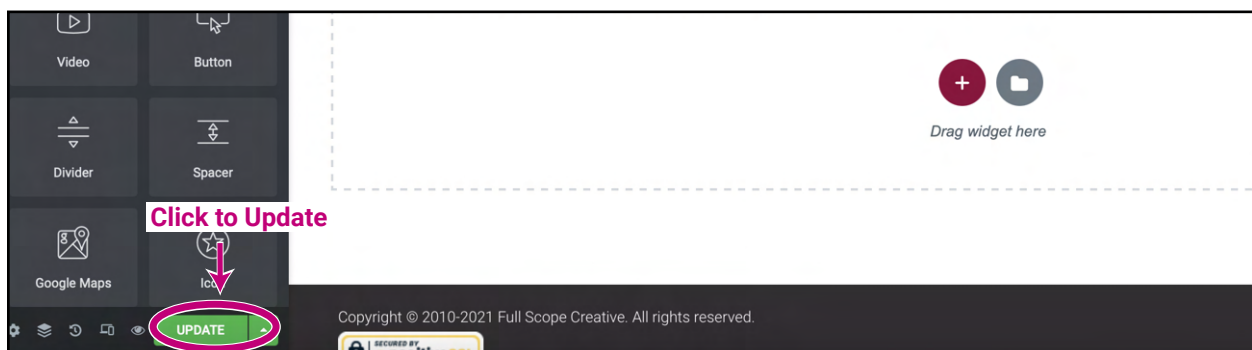 Video
Button
Drag widget here
Divider
Spacer
Click to Update
Google Maps
UPDATE
Copyright © 2010-2021 Full Scope Creative. All rights reserved.
SECURED BY